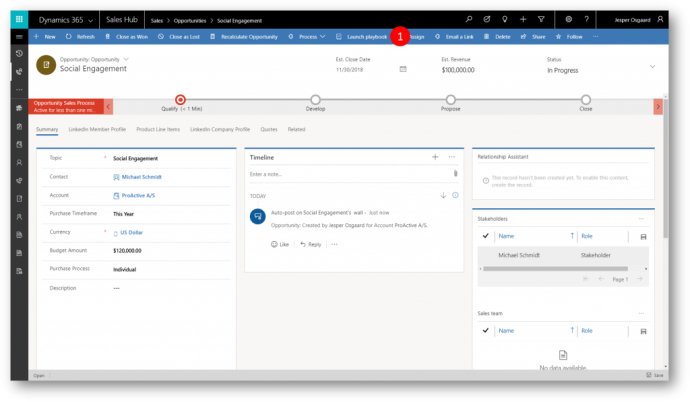 Dynamics 365 Sales Hub Sales > Opportunities > Social Engagement Jesper Osgaard
New Refresh Close as Won Close as Lost Recalculate Opportunity Process Launch playbook 1 Assign Email a Link Delete Share Follow
Opportunity: Opportunity
Social Engagement
Est. Close Date
11/30/2018
Est. Revenue
$100,000.00
Status
In Progress
Opportunity Sales Process
Active for less than one mi...
Qualify (< 1 Min) Develop Propose Close
Summary LinkedIn Member Profile Product Line Items LinkedIn Company Profile Quotes Related
Topic * Social Engagement
Contact Michael Schmidt
Account ProActive A/S
Purchase Timeframe This Year
Currency * US Dollar
Budget Amount $120,000.00
Purchase Process Individual
Description ---
Timeline
Enter a note...
TODAY
Auto-post on Social Engagement's wall - Just now
Opportunity: Created by Jesper Osgaard for Account ProActive A/S.
Like Reply
Relationship Assistant
This record hasn't been created yet. To enable this content, create the record.
Stakeholders
Name Role
Michael Schmidt Stakeholder
Page 1
Sales team
Name Role
No data available.
Open
Save